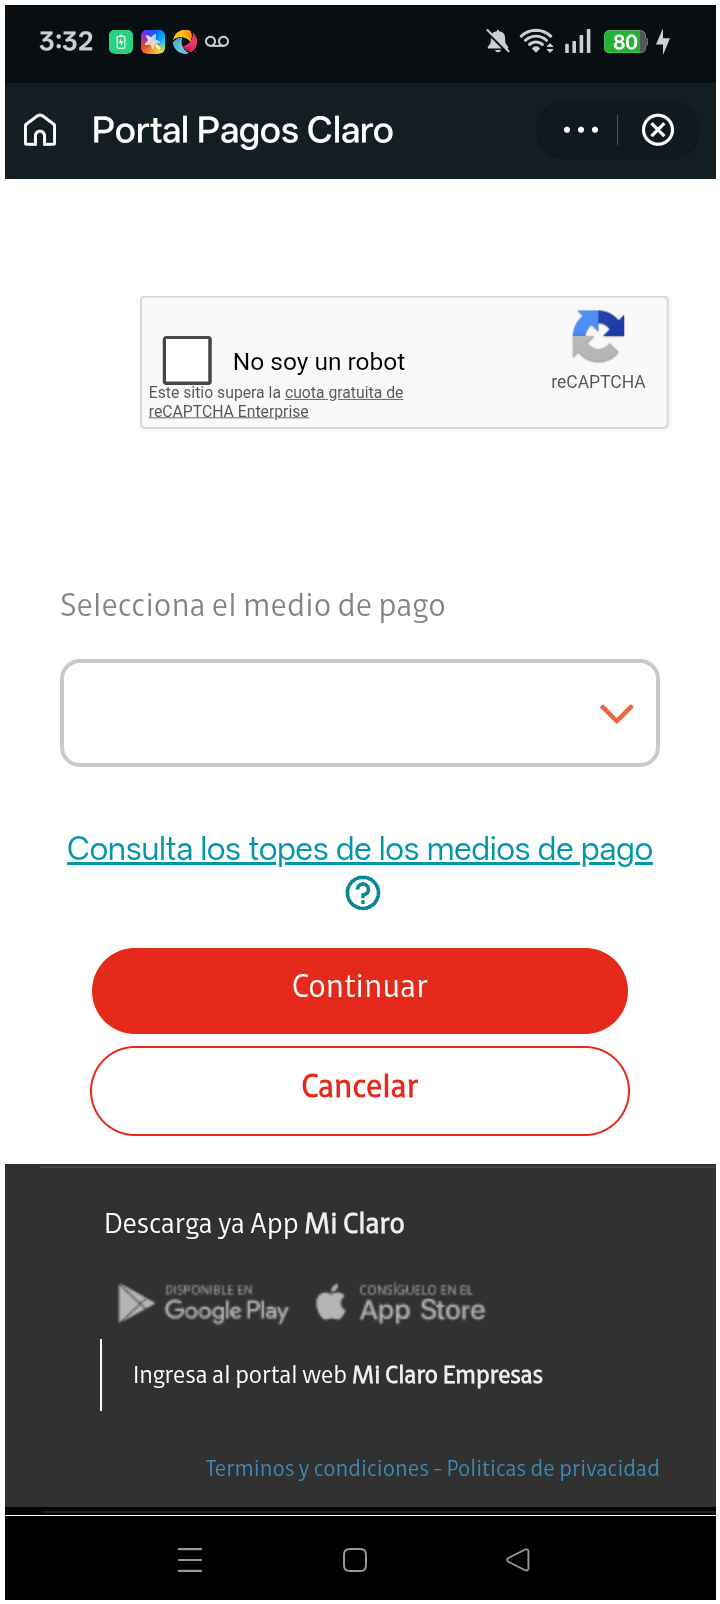 3:32
80
Portal Pagos Claro
No soy un robot
reCAPTCHA
Este sitio supera la cuota gratuita de
reCAPTCHA Enterprise
Selecciona el medio de pago
Consulta los topes de los medios de pago
Continuar
Cancelar
Descarga ya App Mi Claro
DISPONIBLE EN
Google Play
CONSÍGUELO EN EL
App Store
Ingresa al portal web Mi Claro Empresas
Terminos y condiciones - Politicas de privacidad